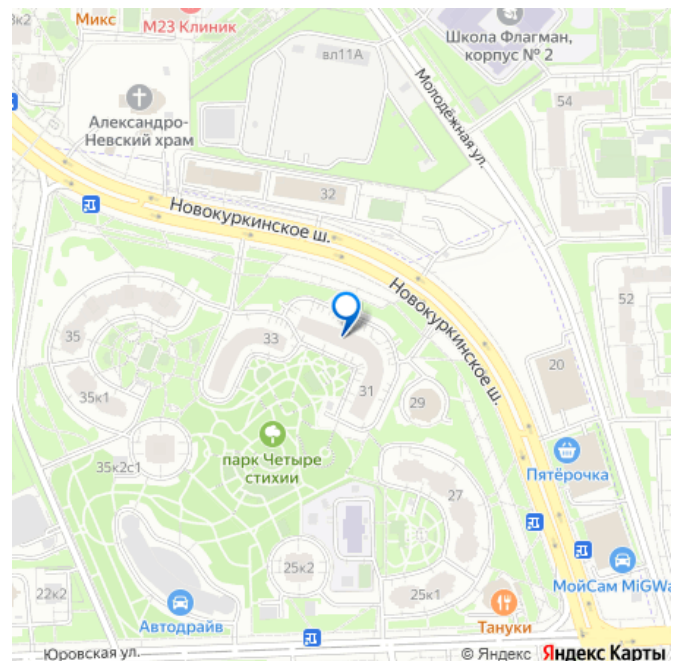 3к2
Микс
М23 Клиник
Школа Флагман,
корпус № 2
вл11А
Молодёжная ул.
54
Александро-
Невский храм
32
Новокуркинское ш.
Новокуркинское ш.
52
35
33
20
35к1
31
29
парк Четыре
стихии
35к2с1
Пятёрочка
27
25к2
22к2
25к1
МойСам MiGWa
Автодрайв
Тануки
Юровская ул.
© Яндекс Яндекс Карты